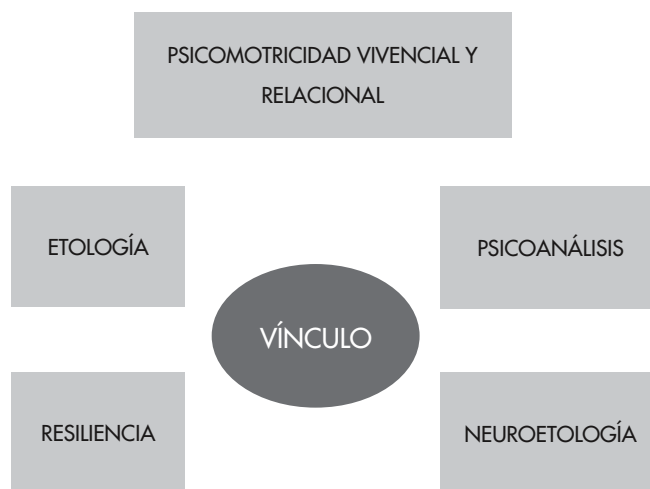 PSICOMOTRICIDAD VIVENCIAL Y
RELACIONAL
ETOLOGÍA
PSICOANÁLISIS
VÍNCULO
RESILIENCIA
NEUROETOLOGÍA